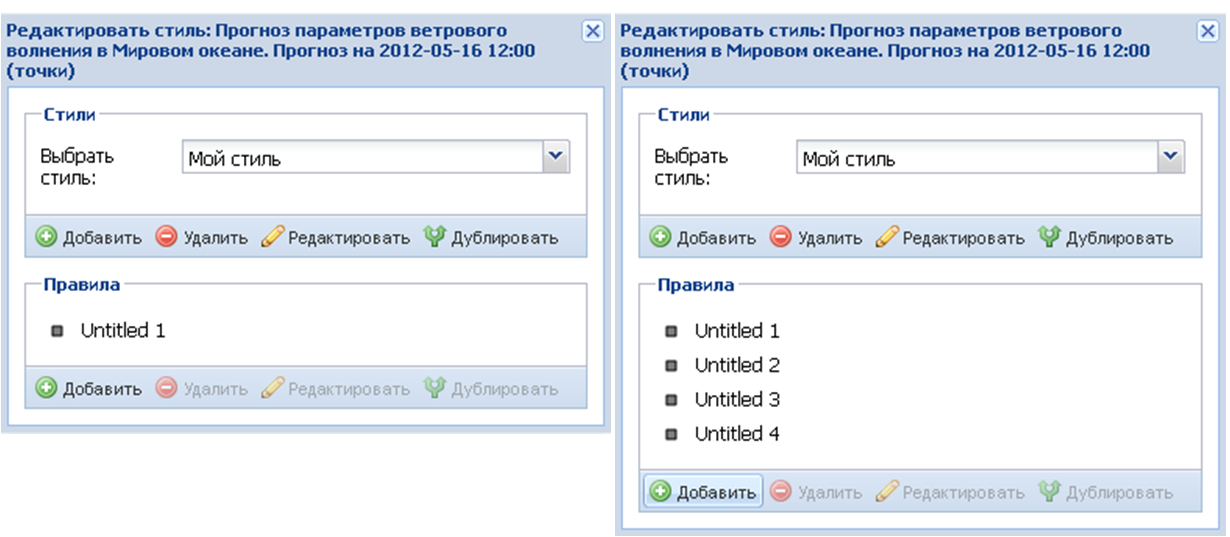 Редактировать стиль: Прогноз параметров ветрового
волнения в Мировом океане. Прогноз на 2012-05-16 12:00
(точки)
Стили
Выбрать
стиль:
Мой стиль
Добавить Удалить Редактировать Дублировать
Правила
Untitled 1
Добавить Удалить Редактировать Дублировать
Редактировать стиль: Прогноз параметров ветрового
волнения в Мировом океане. Прогноз на 2012-05-16 12:00
(точки)
Стили
Выбрать
стиль:
Мой стиль
Добавить Удалить Редактировать Дублировать
Правила
Untitled 1
Untitled 2
Untitled 3
Untitled 4
Добавить Удалить Редактировать Дублировать